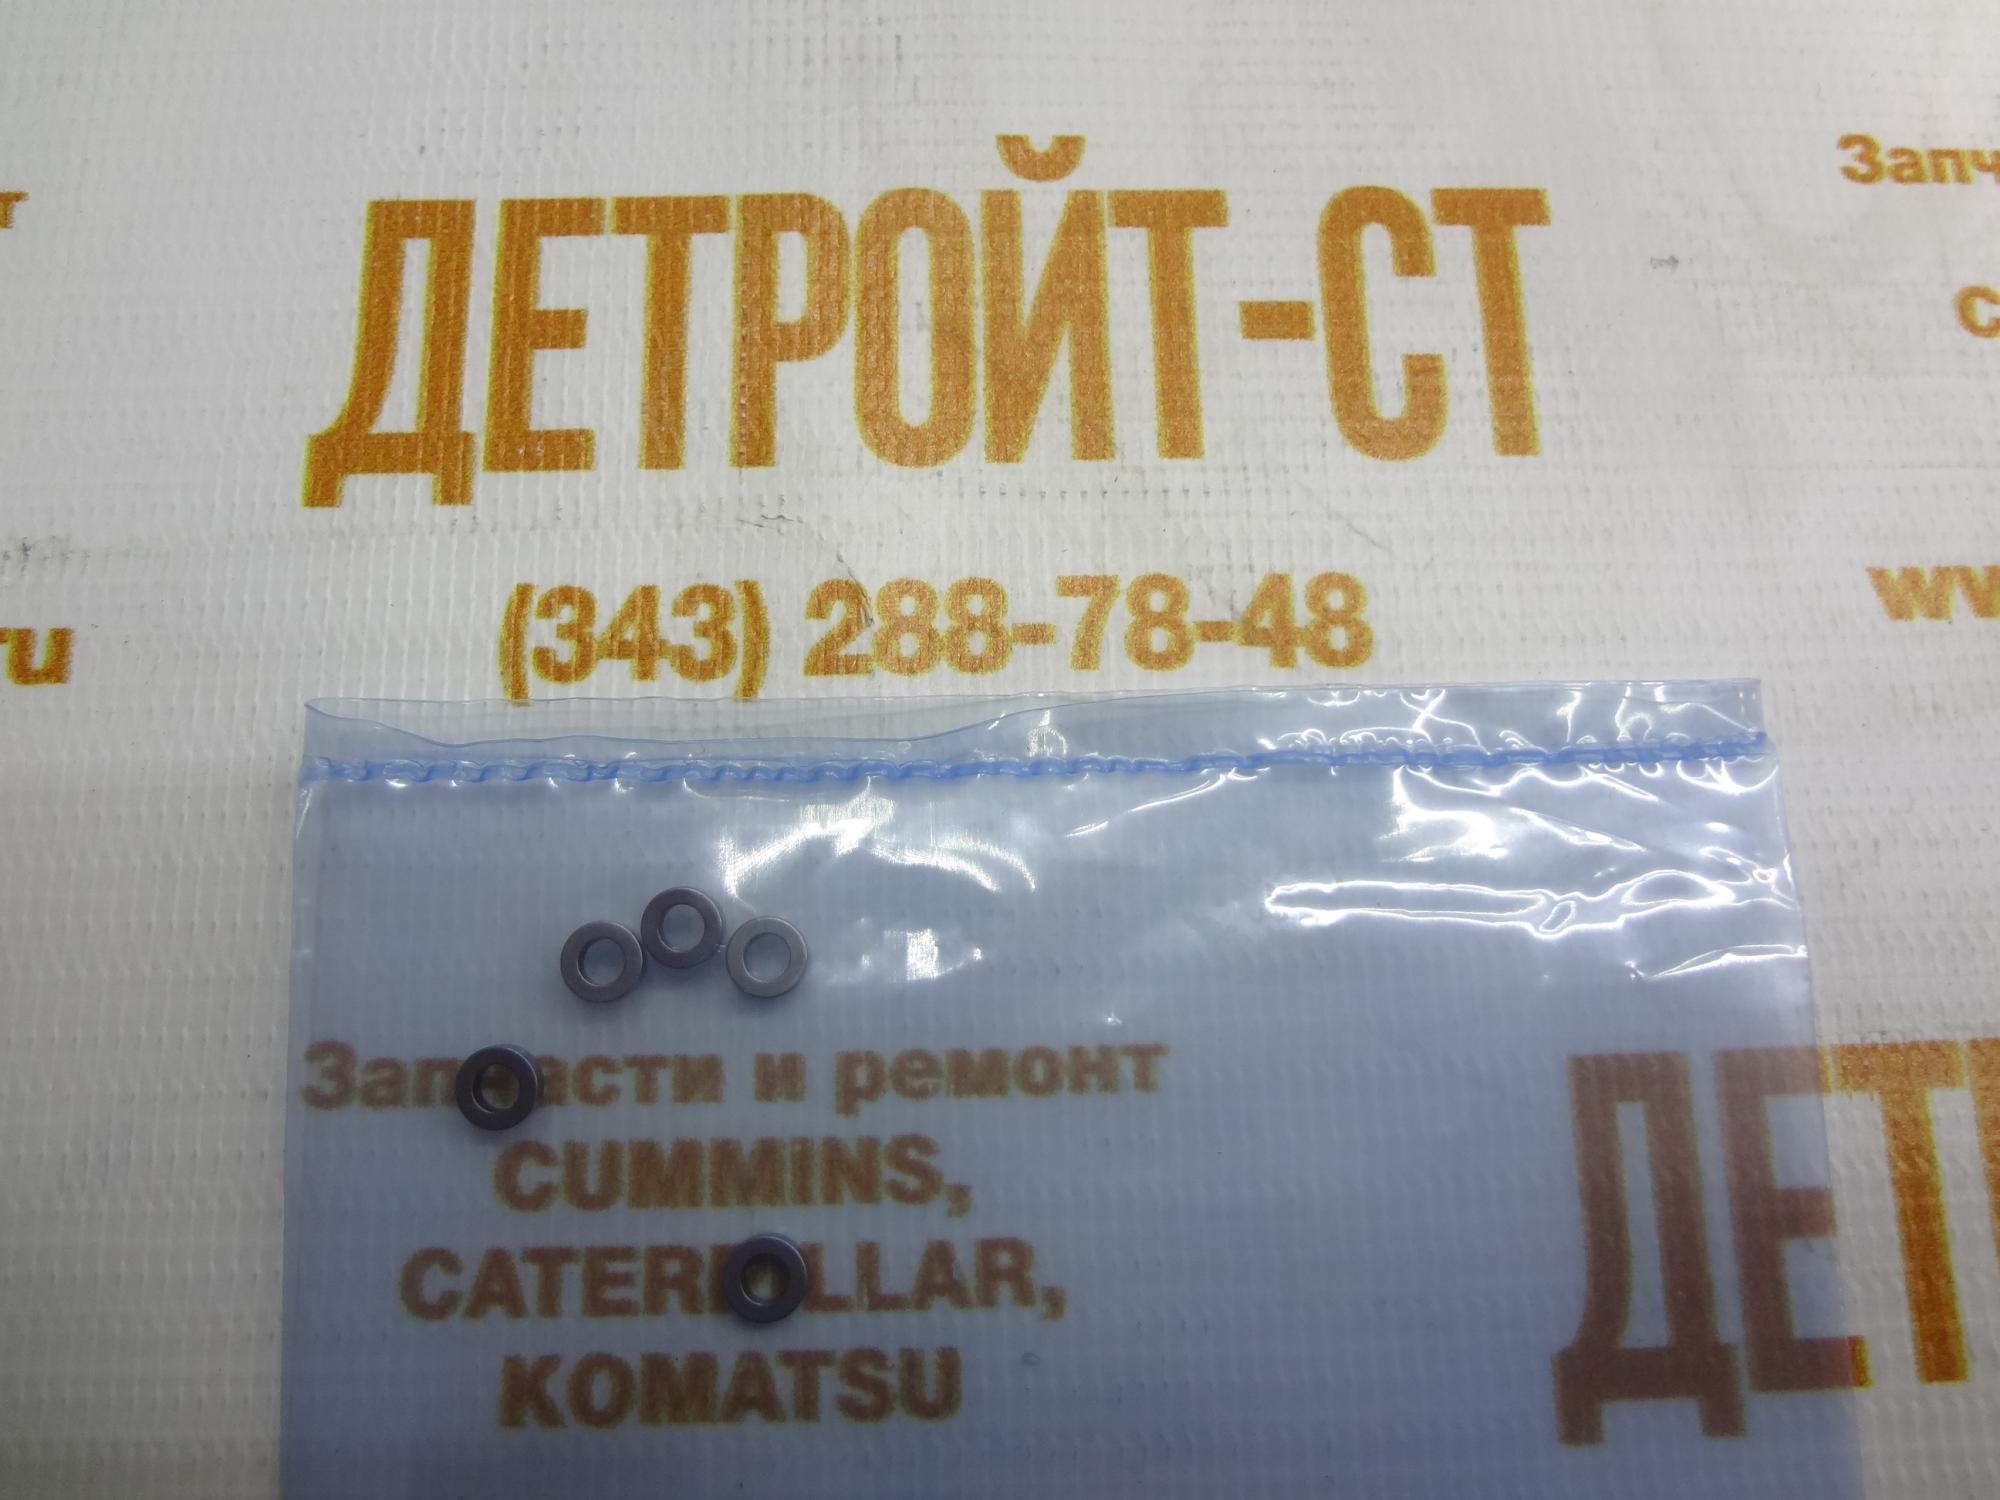 ДЕТРОЙТ-СТ
(343) 288-78-48
Запчасти и ремонт
CUMMINS,
CATERPILLAR,
KOMATSU